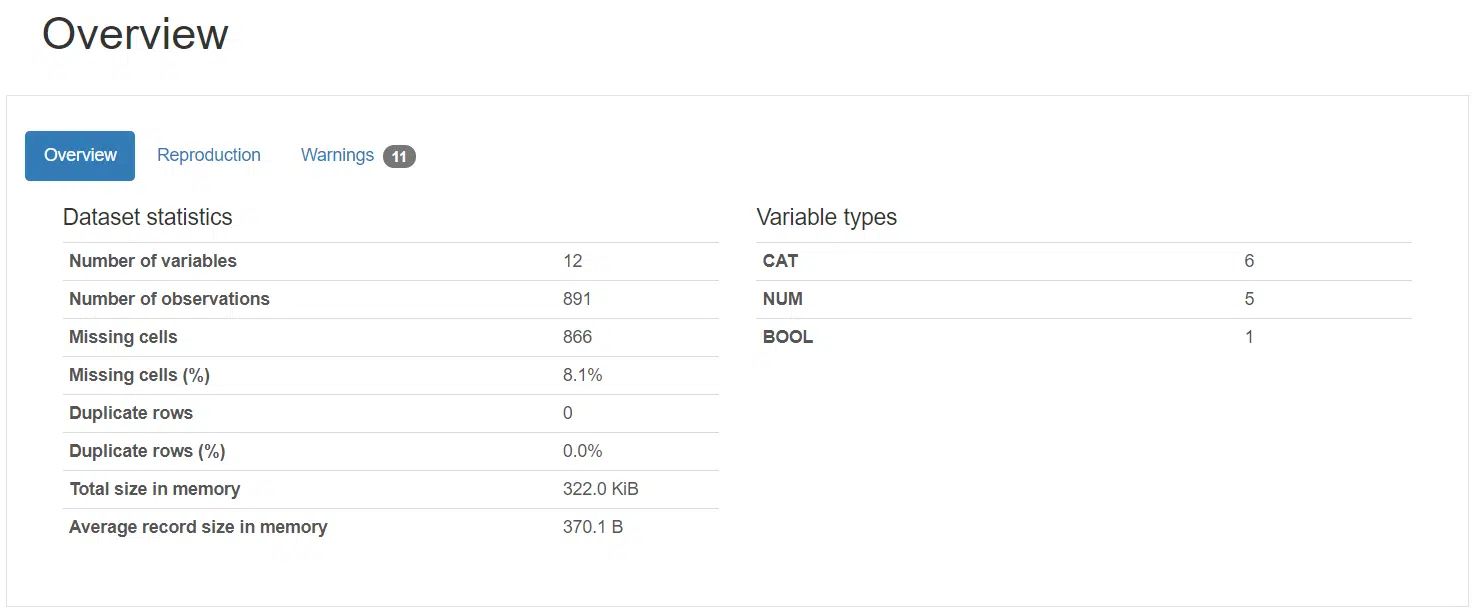 Overview
Overview Reproduction Warnings 11
Dataset statistics
Number of variables 12
Number of observations 891
Missing cells 866
Missing cells (%) 8.1%
Duplicate rows 0
Duplicate rows (%) 0.0%
Total size in memory 322.0 KiB
Average record size in memory 370.1 B
Variable types
CAT 6
NUM 5
BOOL 1